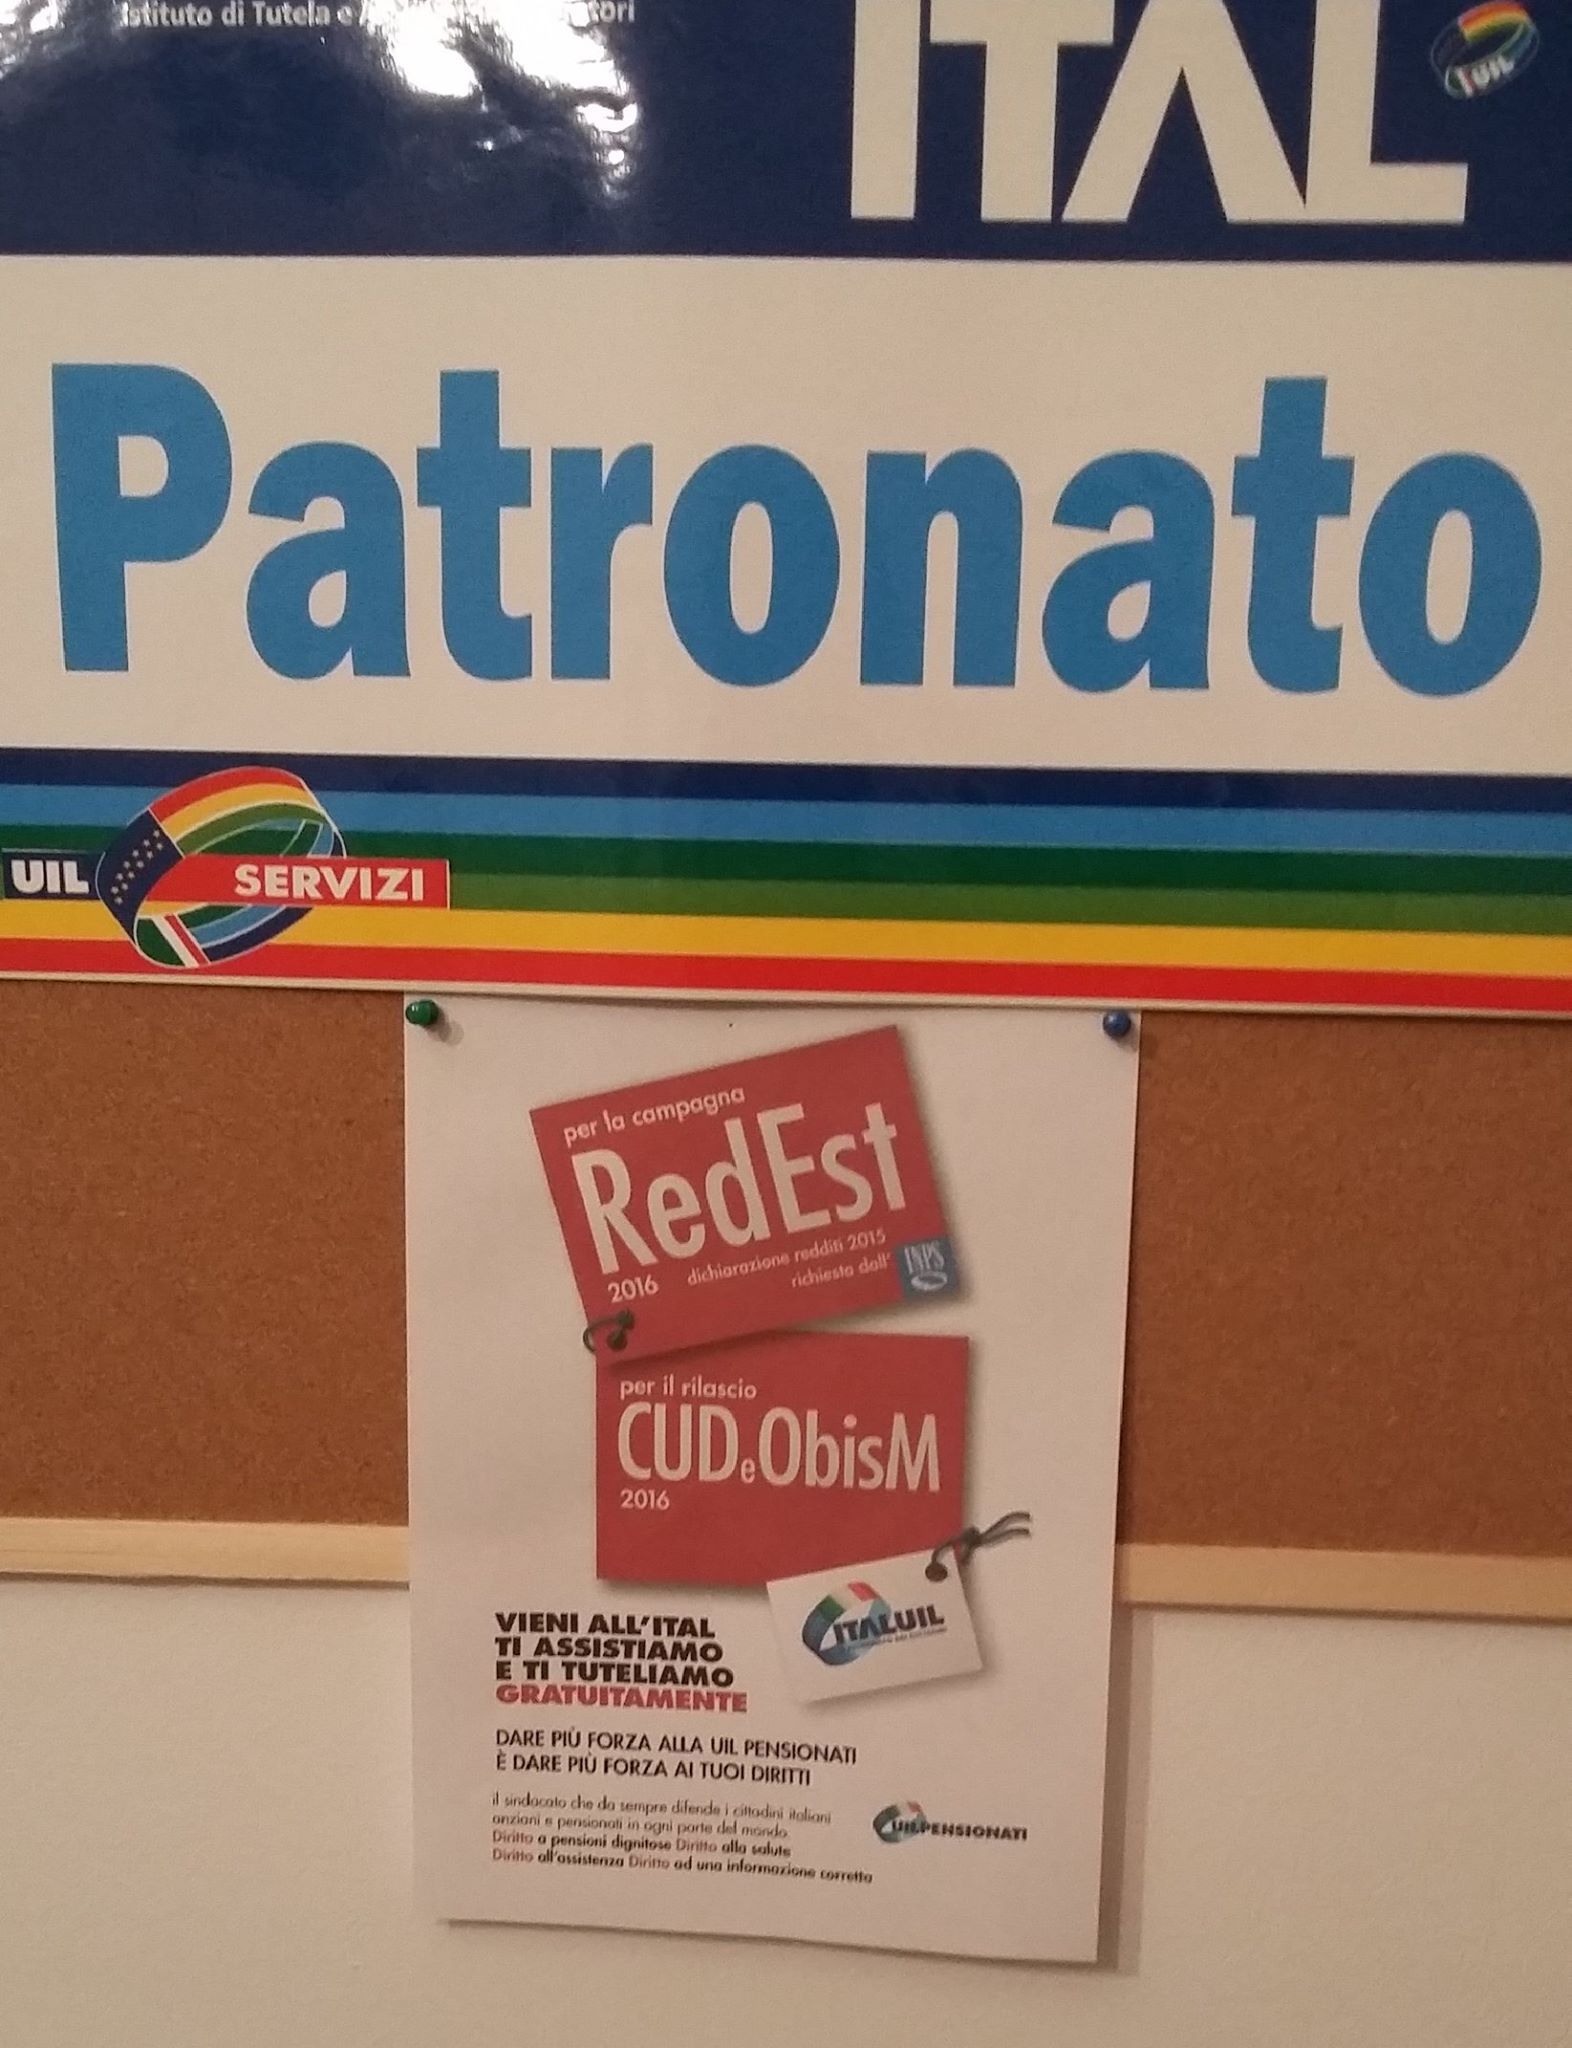 Istituto di Tutela e
ITAL
UIL
Patronato
UIL SERVIZI
per la campagna
RedEst
2016 dichiarazione redditi 2015
richiesta dall' INPS
per il rilascio
CUD e ObisM
2016
ITALUIL
VIENI ALL'ITAL
TI ASSISTIAMO
E TI TUTELIAMO
GRATUITAMENTE
DARE PIÙ FORZA ALLA UIL PENSIONATI
È DARE PIÙ FORZA AI TUOI DIRITTI
il sindacato che da sempre difende i cittadini italiani
anziani e pensionati in ogni parte del mondo
Diritto a pensioni dignitose Diritto alla salute
Diritto all'assistenza Diritto ad una informazione corretta
UILPENSIONATI